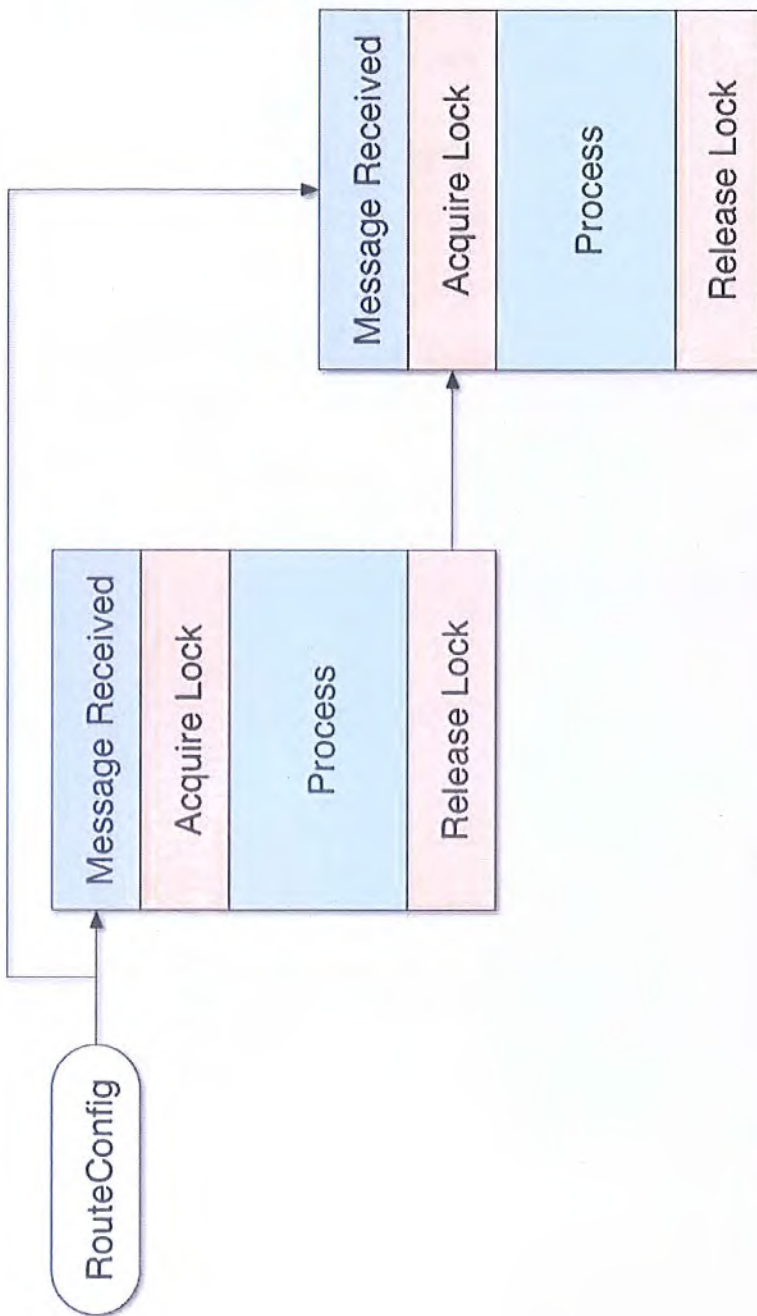 RouteConfig
Message Received
Acquire Lock
Process
Release Lock
Message Received
Acquire Lock
Process
Release Lock